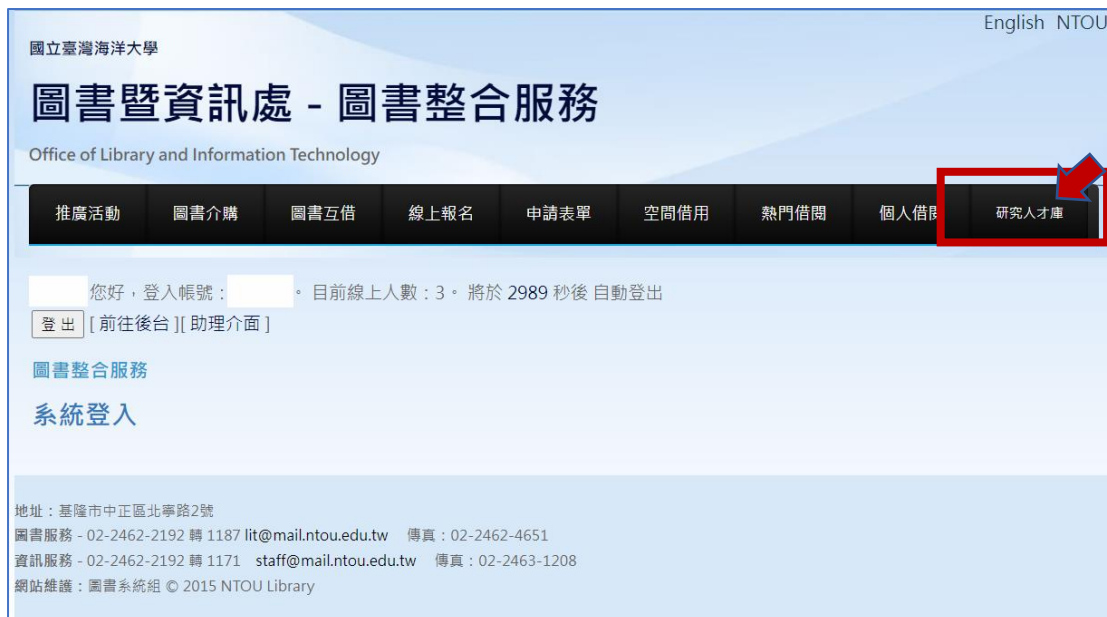 English NTOU
國立臺灣海洋大學
圖書暨資訊處 - 圖書整合服務
Office of Library and Information Technology
推廣活動 圖書介購 圖書互借 線上報名 申請表單 空間借用 熱門借閱 個人借閱 研究人才庫
您好,登入帳號: 。目前線上人數:3。將於 2989 秒後 自動登出
登 出 [ 前往後台 ][ 助理介面 ]
圖書整合服務
系統登入
地址:基隆市中正區北寧路2號
圖書服務 - 02-2462-2192 轉 1187 lit@mail.ntou.edu.tw 傳真:02-2462-4651
資訊服務 - 02-2462-2192 轉 1171 staff@mail.ntou.edu.tw 傳真:02-2463-1208
網站維護:圖書系統組 © 2015 NTOU Library